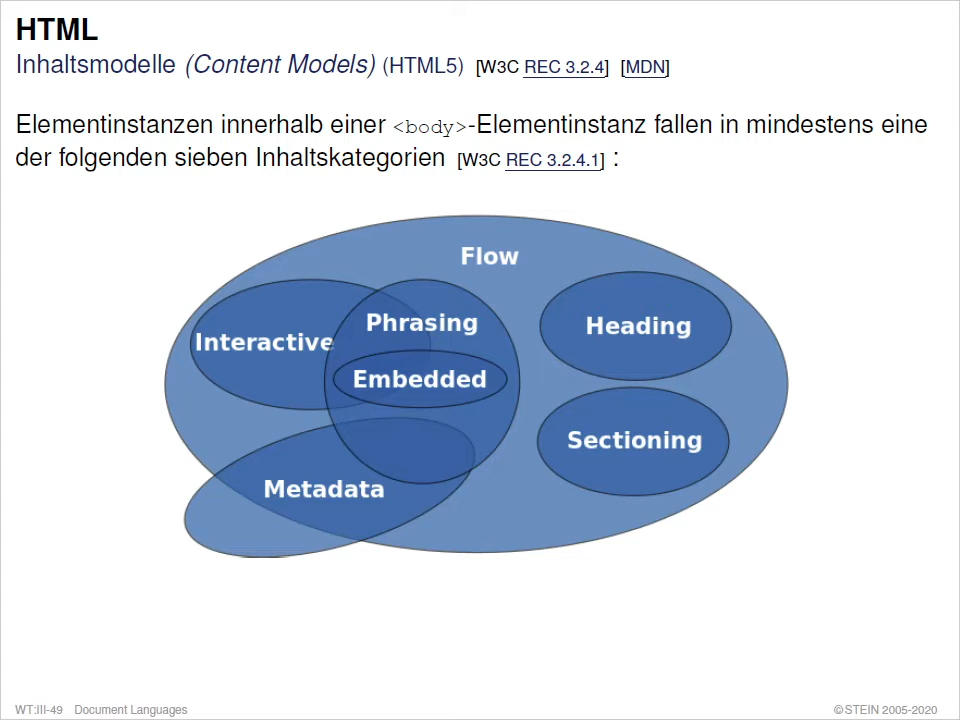 HTML
Inhaltsmodelle (Content Models) (HTML5) [W3C REC 3.2.4] [MDN]
Elementinstanzen innerhalb einer <body>-Elementinstanz fallen in mindestens eine
der folgenden sieben Inhaltskategorien [W3C REC 3.2.4.1] :
Flow
Phrasing
Heading
Interactive
Embedded
Sectioning
Metadata
WT:III-49 Document Languages
©STEIN 2005-2020